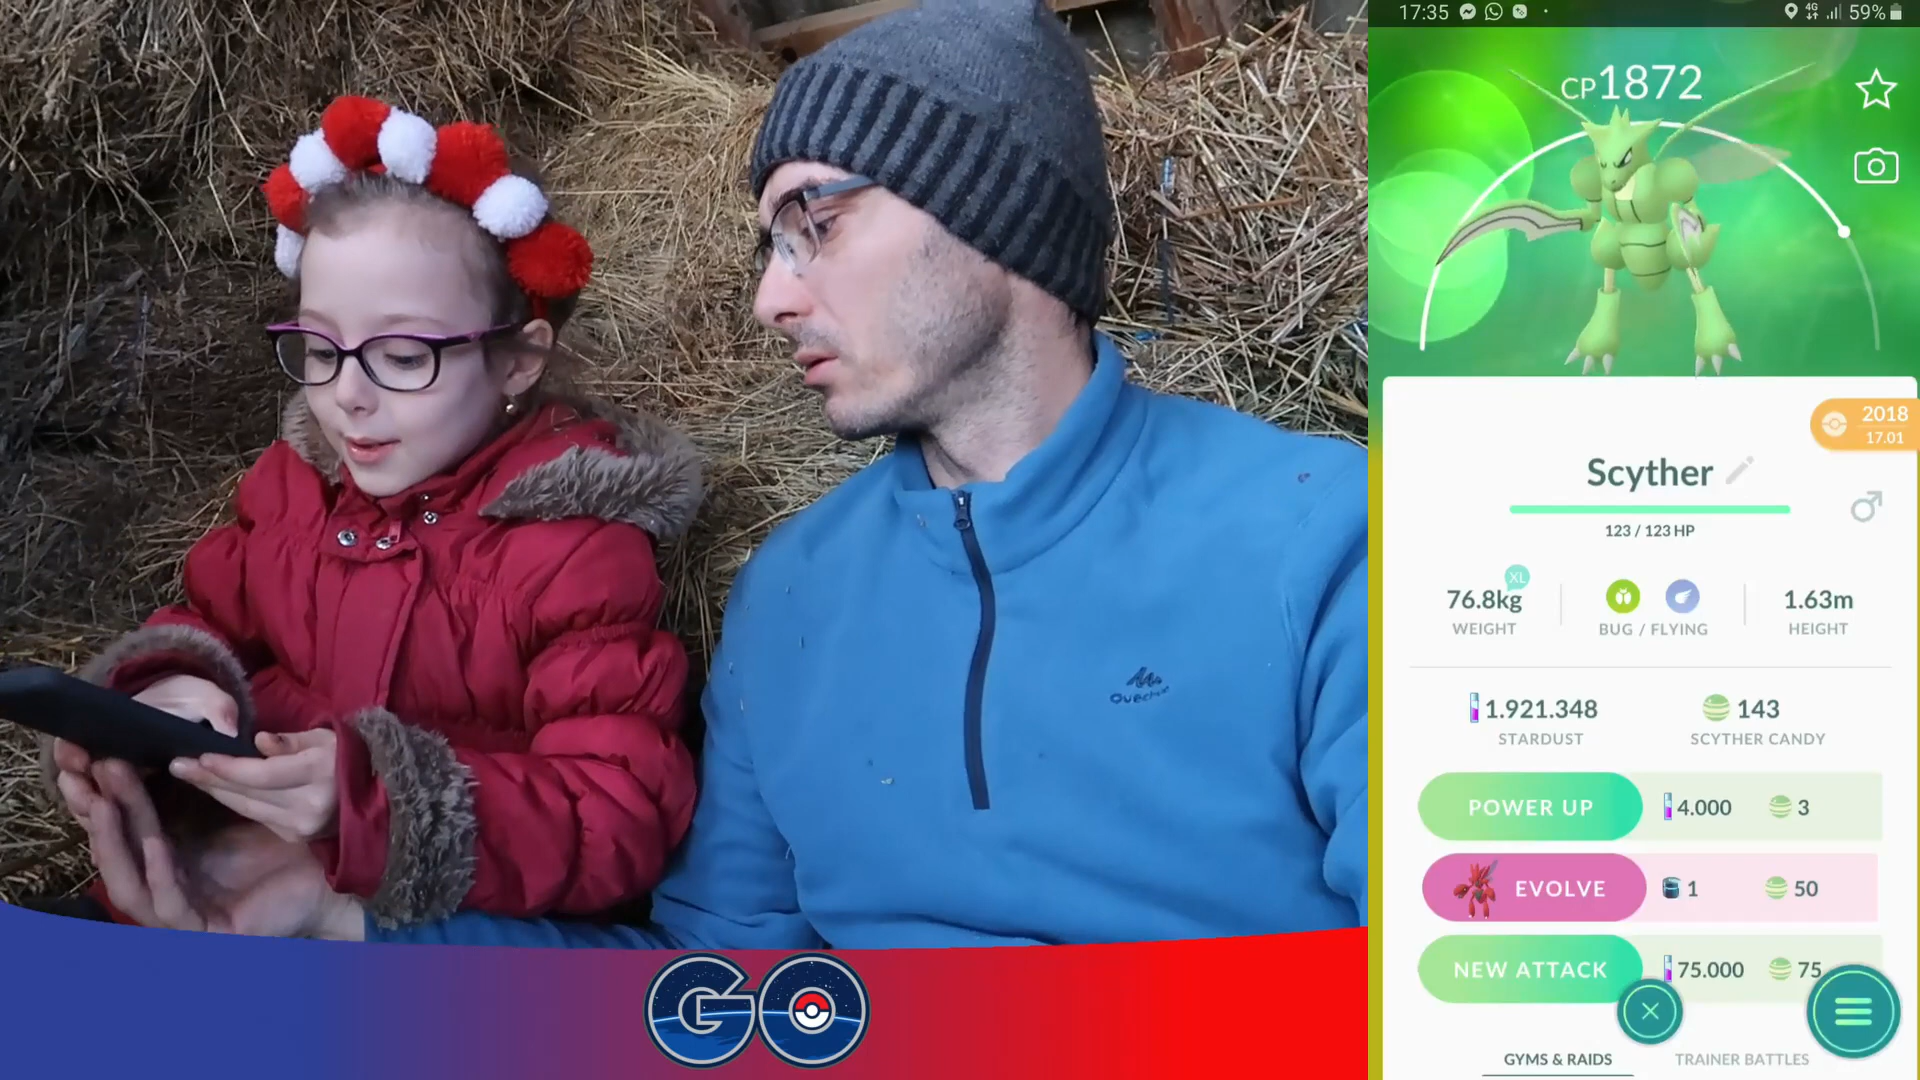 17:35
4G
59%
CP1872
2018
17.01
Scyther
123 / 123 HP
XL
76.8kg
WEIGHT
BUG / FLYING
1.63m
HEIGHT
1.921.348
STARDUST
143
SCYTHER CANDY
POWER UP
4.000
3
EVOLVE
1
50
NEW ATTACK
75.000
75
GYMS & RAIDS
TRAINER BATTLES
Quechua
GO